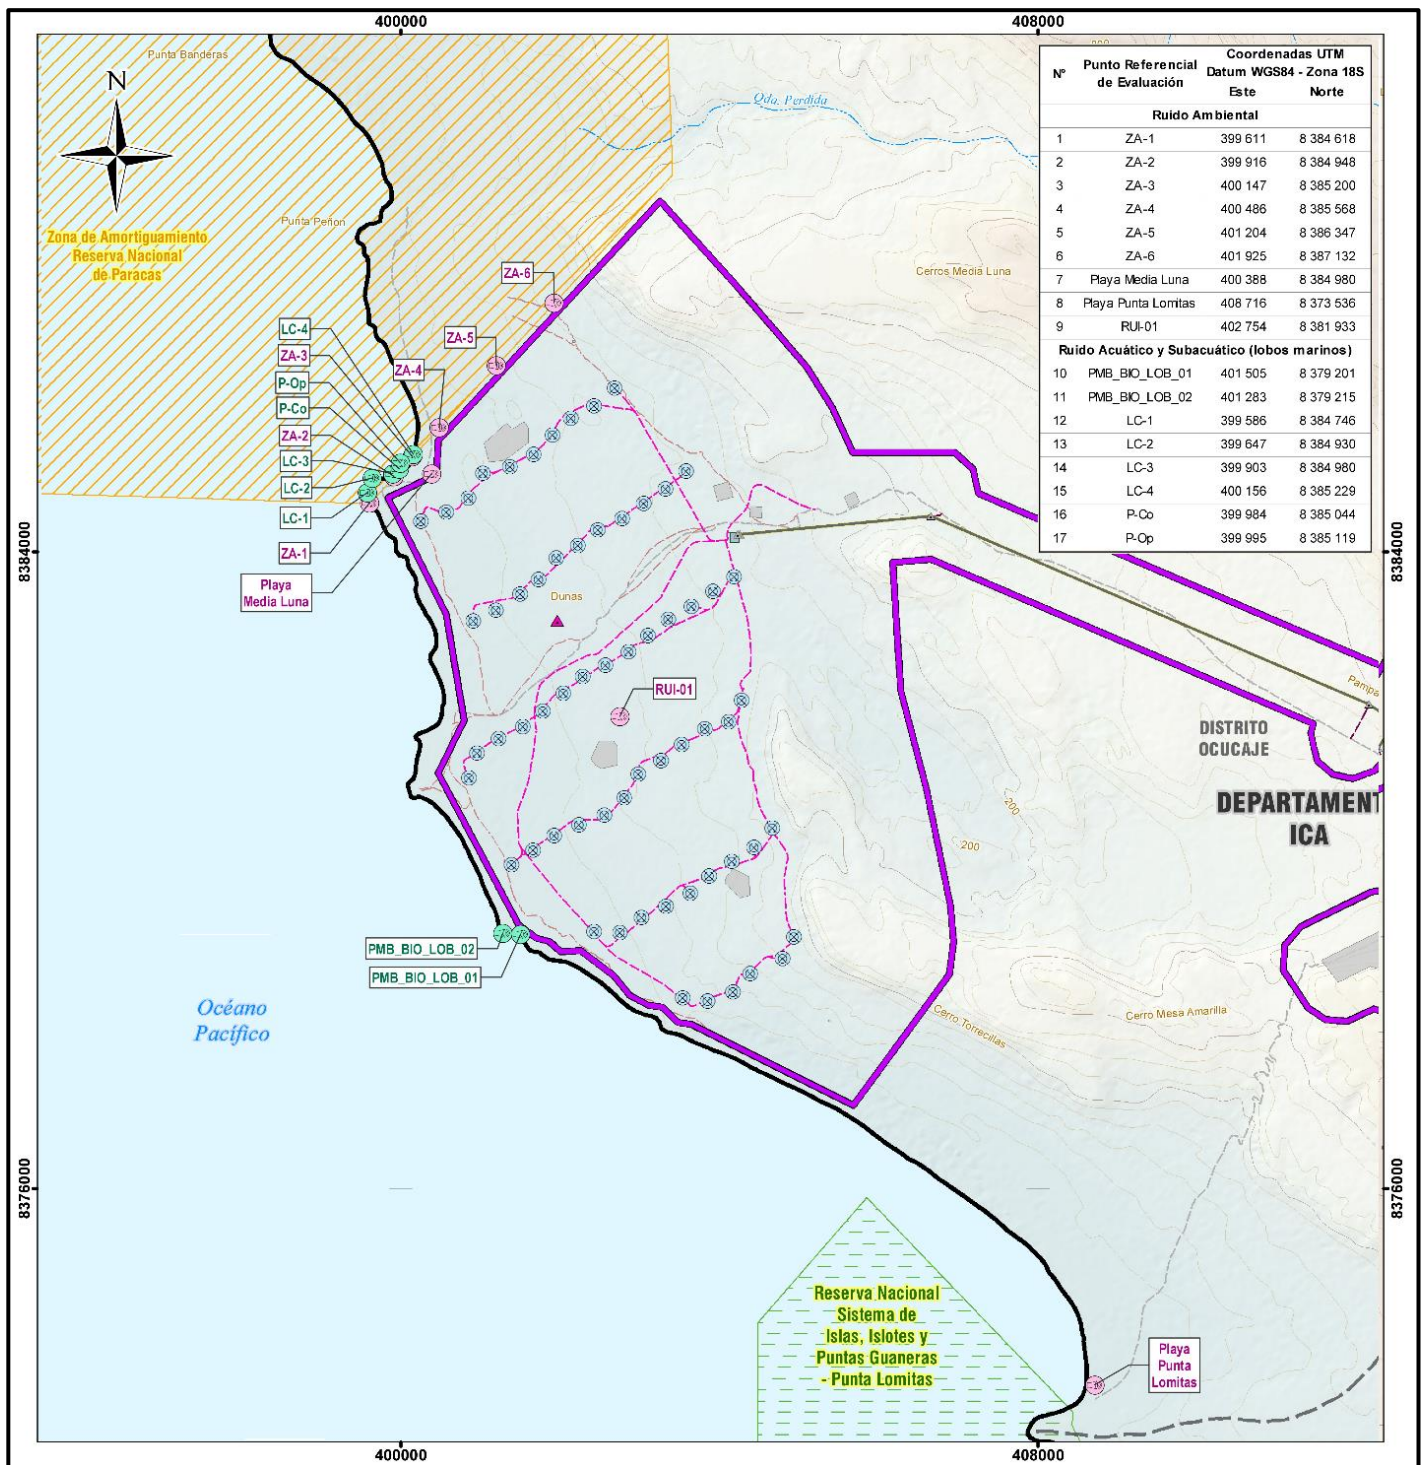 400000
408000
Punta Banderas
N
Qda. Perdida
Punta Peñon
Zona de Amortiguamiento
Reserva Nacional
de Paracas
Cerros Media Luna
N° Punto Referencial de Evaluación Coordenadas UTM Datum WGS84 - Zona 18S
Este Norte
Ruido Ambiental
1 ZA-1 399 611 8 384 618
2 ZA-2 399 916 8 384 948
3 ZA-3 400 147 8 385 200
4 ZA-4 400 486 8 385 568
5 ZA-5 401 204 8 386 347
6 ZA-6 401 925 8 387 132
7 Playa Media Luna 400 388 8 384 980
8 Playa Punta Lomitas 408 716 8 373 536
9 RUI-01 402 754 8 381 933
Ruido Acuático y Subacuático (lobos marinos)
10 PMB_BIO_LOB_01 401 505 8 379 201
11 PMB_BIO_LOB_02 401 283 8 379 215
12 LC-1 399 586 8 384 746
13 LC-2 399 647 8 384 930
14 LC-3 399 903 8 384 980
15 LC-4 400 156 8 385 229
16 P-Co 399 984 8 385 044
17 P-Op 399 995 8 385 119
ZA-6
ZA-5
ZA-4
LC-4
ZA-3
P-Op
P-Co
ZA-2
LC-3
LC-2
LC-1
ZA-1
Playa
Media Luna
8384000
8384000
Dunas
RUI-01
Pampa
DISTRITO
OCUCAJE
DEPARTAMENT
ICA
200
200
PMB_BIO_LOB_02
PMB_BIO_LOB_01
Océano
Pacífico
Cerro Torrecillas
Cerro Mesa Amarilla
8376000
8376000
Reserva Nacional
Sistema de
Islas, Islotes y
Puntas Guaneras
- Punta Lomitas
Playa
Punta
Lomitas
400000
408000